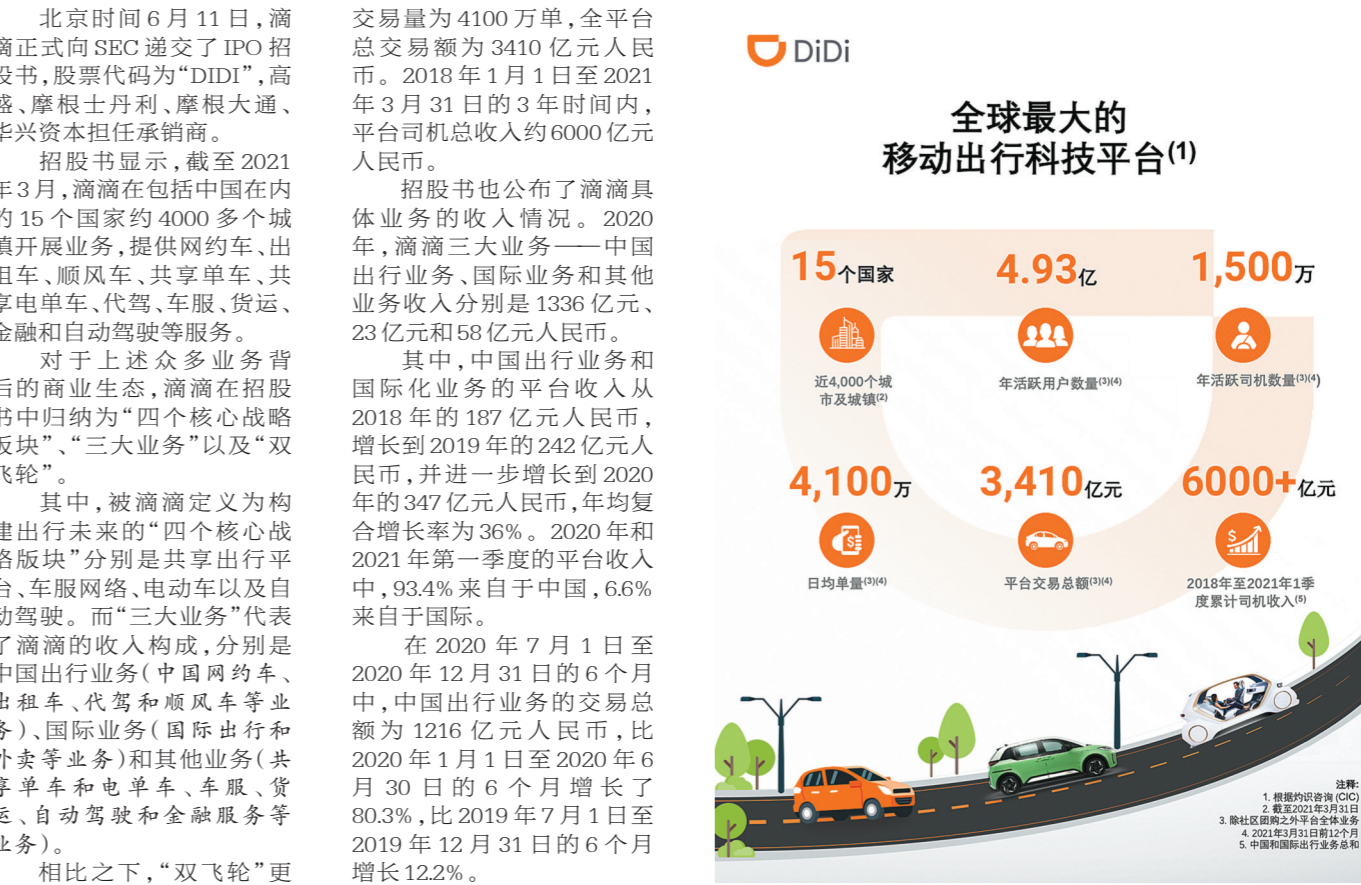 北京时间6月11日,滴
滴正式向SEC递交了IPO招
股书,股票代码为“DIDI”,高
盛、摩根士丹利、摩根大通、
华兴资本担任承销商。
招股书显示,截至2021
年3月,滴滴在包括中国在内
的15个国家约4000多个城
镇开展业务,提供网约车、出
租车、顺风车、共享单车、共
享电单车、代驾、车服、货运、
金融和自动驾驶等服务。
对于上述众多业务背
后的商业生态,滴滴在招股
书中归纳为“四个核心战略
版块”、“三大业务”以及“双
飞轮”。
其中,被滴滴定义为构
建出行未来的“四个核心战
略版块”分别是共享出行平
台、车服网络、电动车以及自
动驾驶。而“三大业务”代表
了滴滴的收入构成,分别是
中国出行业务(中国网约车、
出租车、代驾和顺风车等业
务)、国际业务(国际出行和
外卖等业务)和其他业务(共
享单车和电单车、车服、货
运、自动驾驶和金融服务等
业务)。
相比之下,“双飞轮”更
交易量为4100万单,全平台
总交易额为3410亿元人民
币。2018年1月1日至2021
年3月31日的3年时间内,
平台司机总收入约6000亿元
人民币。
招股书也公布了滴滴具
体业务的收入情况。2020
年,滴滴三大业务——中国
出行业务、国际业务和其他
业务收入分别是1336亿元、
23亿元和58亿元人民币。
其中,中国出行业务和
国际化业务的平台收入从
2018年的187亿元人民币,
增长到2019年的242亿元人
民币,并进一步增长到2020
年的347亿元人民币,年均复
合增长率为36%。2020年和
2021年第一季度的平台收入
中,93.4%来自于中国,6.6%
来自于国际。
在2020年7月1日至
2020年12月31日的6个月
中,中国出行业务的交易总
额为1216亿元人民币,比
2020年1月1日至2020年6
月30日的6个月增长了
80.3%,比2019年7月1日至
2019年12月31日的6个月
增长12.2%。
DiDi
全球最大的
移动出行科技平台(1)
15个国家
近4,000个城
市及城镇(2)
4.93亿
年活跃用户数量(3)(4)
1,500万
年活跃司机数量(3)(4)
4,100万
日均单量(3)(4)
3,410亿元
平台交易总额(3)(4)
6000+亿元
2018年至2021年1季
度累计司机收入(5)
注释:
1. 根据灼识咨询 (CIC)
2. 截至2021年3月31日
3. 除社区团购之外平台全体业务
4. 2021年3月31日前12个月
5. 中国和国际出行业务总和